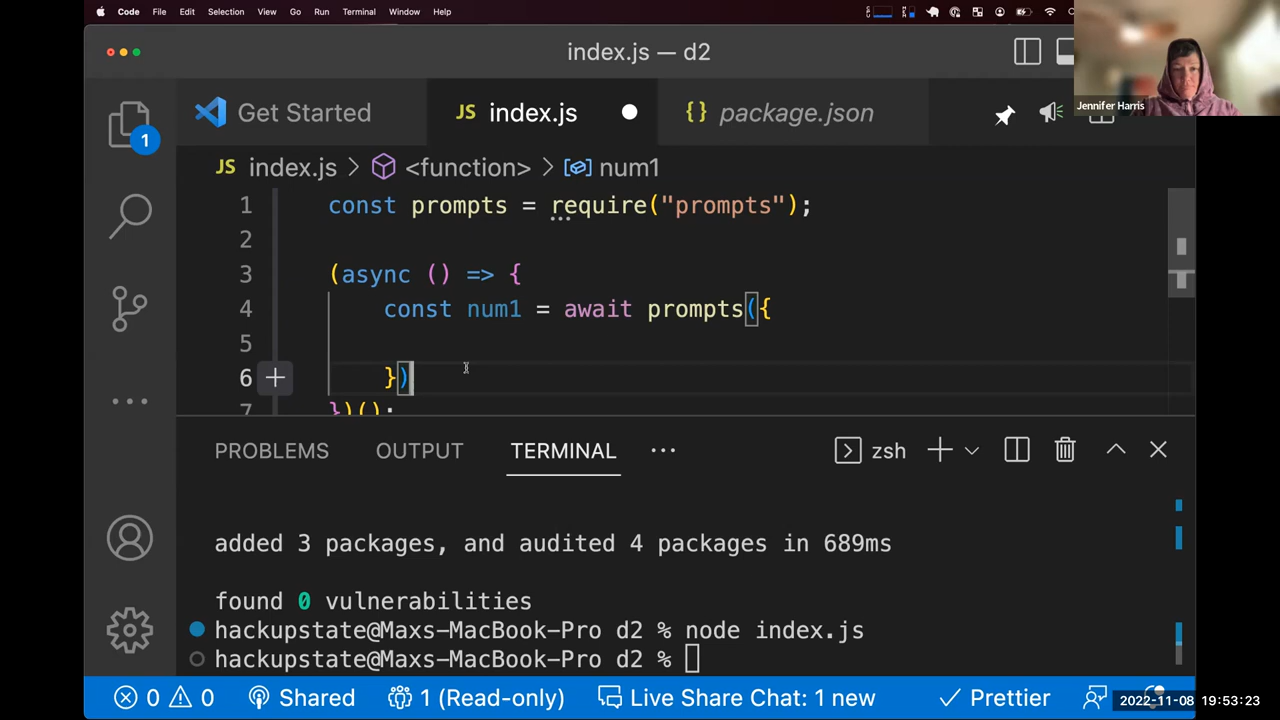 Code File Edit Selection View Go Run Terminal Window Help
index.js — d2
Jennifer Harris
Get Started
JS index.js
{} package.json
1
JS index.js > <function> > num1
1 const prompts = require("prompts");
2
3 (async () => {
4 const num1 = await prompts({
5
6 })
7 })();
PROBLEMS OUTPUT TERMINAL ··· zsh
added 3 packages, and audited 4 packages in 689ms
found 0 vulnerabilities
hackupstate@Maxs-MacBook-Pro d2 % node index.js
hackupstate@Maxs-MacBook-Pro d2 %
0 0 Shared 1 (Read-only) Live Share Chat: 1 new Prettier
2022-11-08 19:53:23